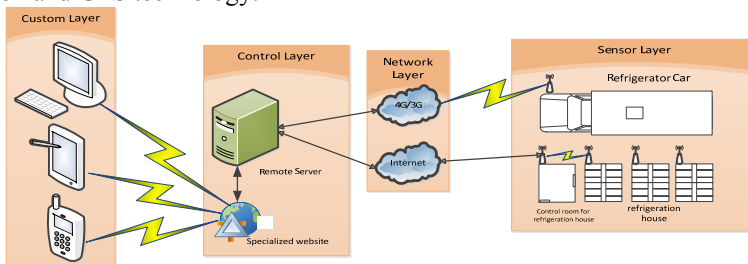 Custom Layer
Control Layer
Remote Server
Specialized website
Network
Layer
4G/3G
Internet
Sensor Layer
Refrigerator Car
Control room for
refrigeration house
refrigeration
house